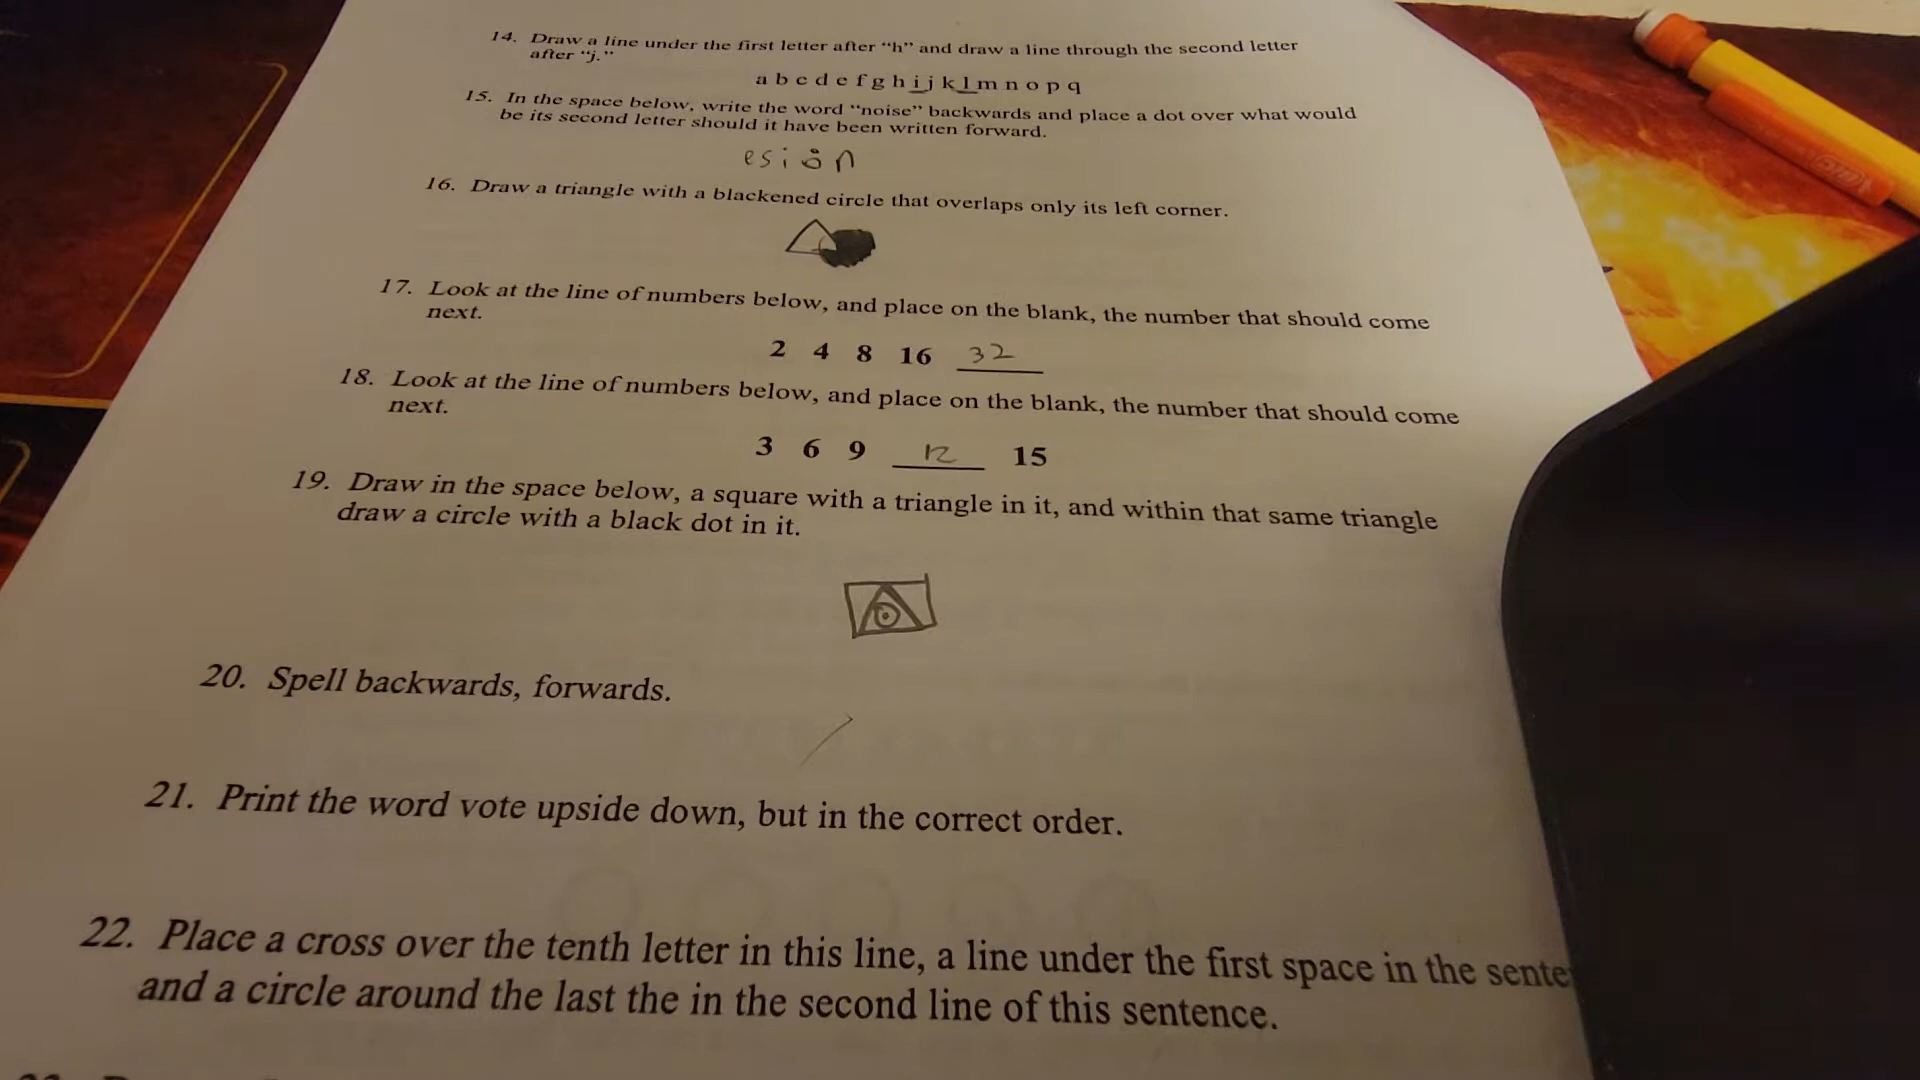 14. Draw a line under the first letter after "h" and draw a line through the second letter
after "j."
a b c d e f g h i j k l m n o p q
15. In the space below, write the word "noise" backwards and place a dot over what would
be its second letter should it have been written forward.
esion
16. Draw a triangle with a blackened circle that overlaps only its left corner.
17. Look at the line of numbers below, and place on the blank, the number that should come
next.
2 4 8 16 32
18. Look at the line of numbers below, and place on the blank, the number that should come
next.
3 6 9 12 15
19. Draw in the space below, a square with a triangle in it, and within that same triangle
draw a circle with a black dot in it.
20. Spell backwards, forwards.
21. Print the word vote upside down, but in the correct order.
22. Place a cross over the tenth letter in this line, a line under the first space in the sente
and a circle around the last the in the second line of this sentence.